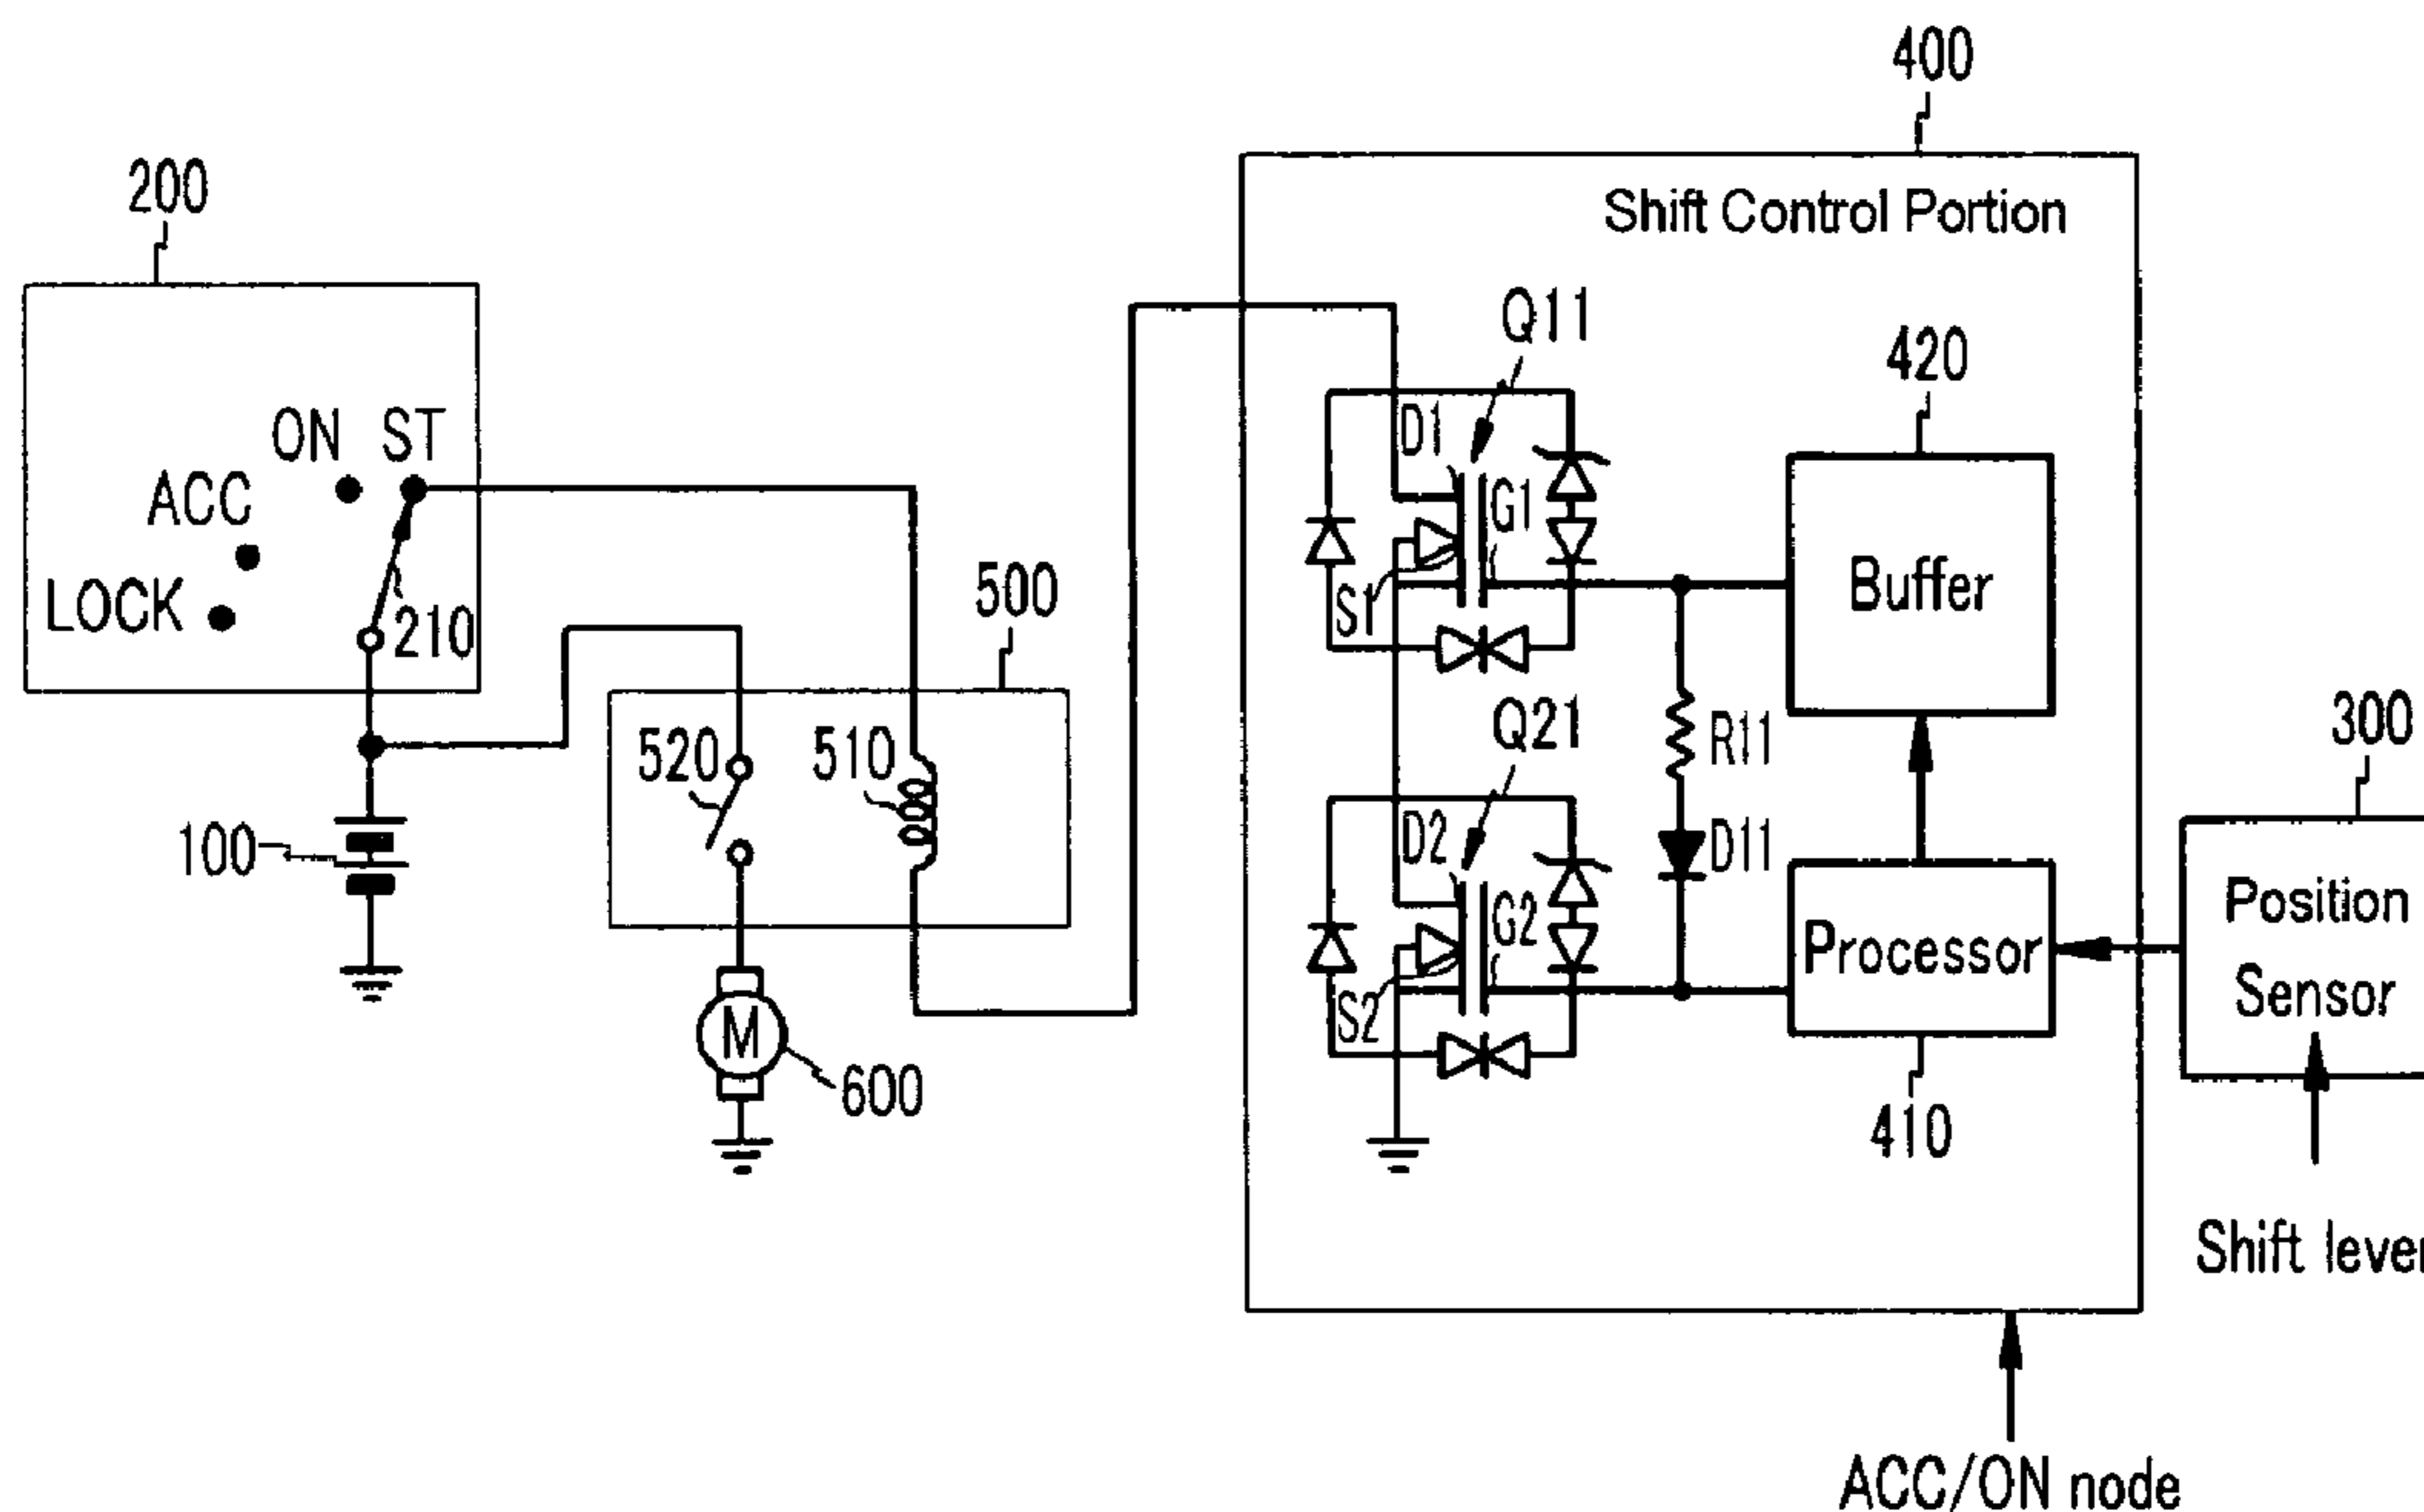 400
200
Shift Control Portion
Q11
420
ON ST
D1
ACC
G1
LOCK
210
500
S1
Buffer
Q21
R11
300
520
510
D2
100
D11
G2
Position
Sensor
Processor
S2
M
600
410
Shift lever
ACC/ON node